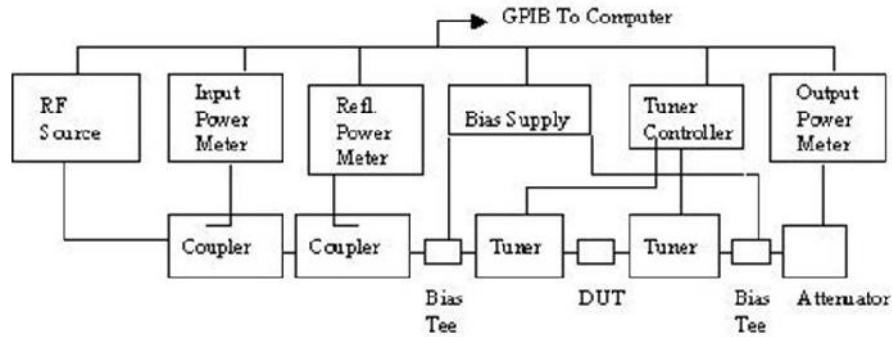 GPIB To Computer
RF
Source
Input
Power
Meter
Refl.
Power
Meter
Bias Supply
Tuner
Controller
Output
Power
Meter
Coupler
Coupler
Tuner
Tuner
Bias
Tee
DUT
Bias
Tee
Attenuator